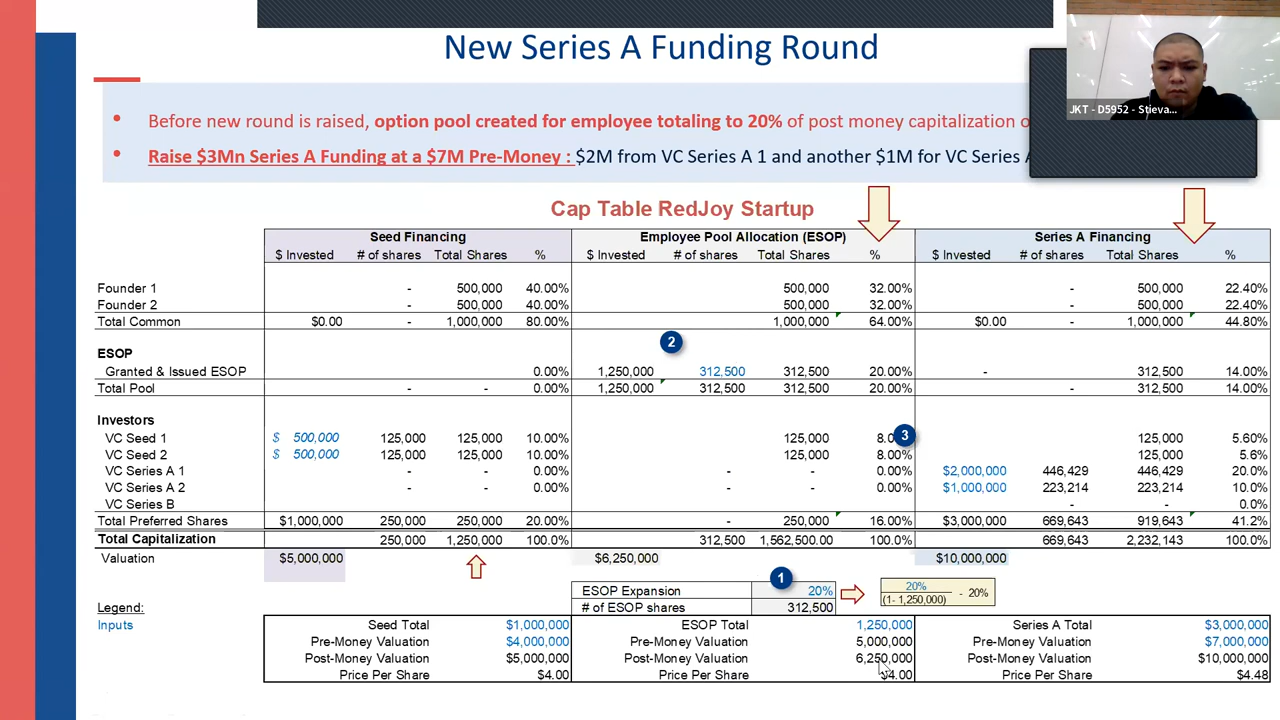 New Series A Funding Round
JKT - D5952 - Stieva...
• Before new round is raised, option pool created for employee totaling to 20% of post money capitalization
• Raise $3Mn Series A Funding at a $7M Pre-Money : $2M from VC Series A 1 and another $1M for VC Series
Cap Table RedJoy Startup
Seed Financing Employee Pool Allocation (ESOP) Series A Financing
$ Invested # of shares Total Shares % $ Invested # of shares Total Shares % $ Invested # of shares Total Shares %
Founder 1 - 500,000 40.00% 500,000 32.00% - 500,000 22.40%
Founder 2 - 500,000 40.00% 500,000 32.00% - 500,000 22.40%
Total Common $0.00 - 1,000,000 80.00% 1,000,000 64.00% $0.00 - 1,000,000 44.80%
2
ESOP
Granted & Issued ESOP 0.00% 1,250,000 312,500 312,500 20.00% - 312,500 14.00%
Total Pool - - 0.00% 1,250,000 312,500 312,500 20.00% - 312,500 14.00%
Investors
VC Seed 1 $ 500,000 125,000 125,000 10.00% 125,000 8.0 3 125,000 5.60%
VC Seed 2 $ 500,000 125,000 125,000 10.00% 125,000 8.00% 125,000 5.6%
VC Series A 1 - - 0.00% - - 0.00% $2,000,000 446,429 446,429 20.0%
VC Series A 2 - - 0.00% - - 0.00% $1,000,000 223,214 223,214 10.0%
VC Series B - - 0.0%
Total Preferred Shares $1,000,000 250,000 250,000 20.00% - 250,000 16.00% $3,000,000 669,643 919,643 41.2%
Total Capitalization 250,000 1,250,000 100.0% 312,500 1,562,500.00 100.0% 669,643 2,232,143 100.0%
Valuation $5,000,000 $6,250,000 $10,000,000
1
ESOP Expansion 20%
# of ESOP shares 312,500
20%
(1- 1,250,000) - 20%
Legend:
Inputs
Seed Total $1,000,000 ESOP Total 1,250,000 Series A Total $3,000,000
Pre-Money Valuation $4,000,000 Pre-Money Valuation 5,000,000 Pre-Money Valuation $7,000,000
Post-Money Valuation $5,000,000 Post-Money Valuation 6,250,000 Post-Money Valuation $10,000,000
Price Per Share $4.00 Price Per Share $4.00 Price Per Share $4.48